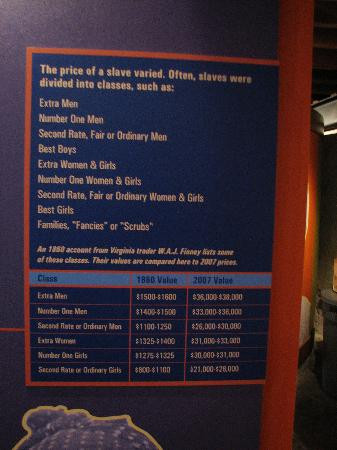 The price of a slave varied. Often, slaves were
divided into classes, such as:
Extra Men
Number One Men
Second Rate, Fair or Ordinary Men
Best Boys
Extra Women & Girls
Number One Women & Girls
Second Rate, Fair or Ordinary Women & Girls
Best Girls
Families, "Fancies" or "Scrubs"
An 1860 account from Virginia trader W.A.J. Finney lists some
of these classes. Their values are compared here to 2007 prices.
Class 1860 Value 2007 Value
Extra Men $1500-$1600 $36,000-$38,000
Number One Men $1400-$1500 $33,000-$36,000
Second Rate or Ordinary Men $1100-1250 $26,000-$30,000
Extra Women $1325-$1400 $31,000-$33,000
Number One Girls $1275-$1325 $30,000-$31,000
Second Rate or Ordinary Girls $800-$1100 $21,000-$26,000